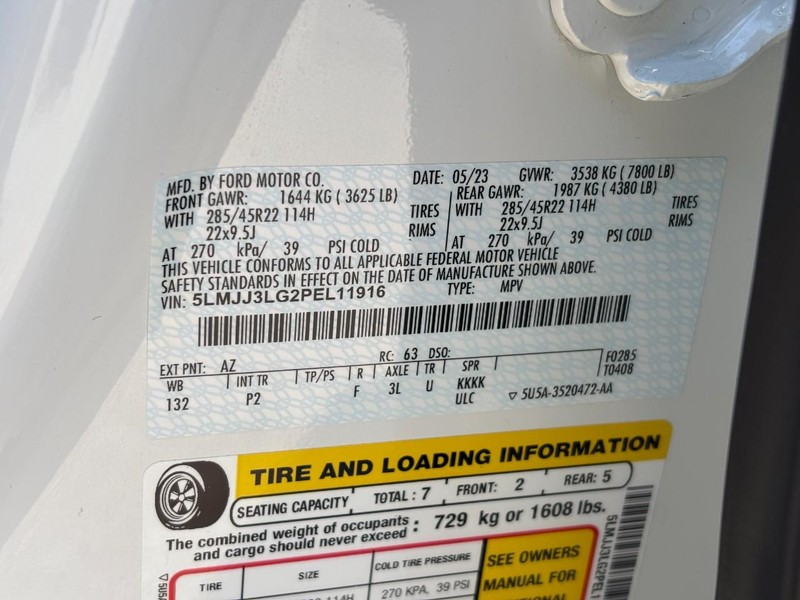 MFD. BY FORD MOTOR CO. DATE: 05/23 GVWR: 3538 KG ( 7800 LB)
FRONT GAWR: 1644 KG ( 3625 LB) REAR GAWR: 1987 KG ( 4380 LB)
WITH 285/45R22 114H TIRES WITH 285/45R22 114H TIRES
22x9.5J RIMS 22x9.5J RIMS
AT 270 kPa/ 39 PSI COLD AT 270 kPa/ 39 PSI COLD
THIS VEHICLE CONFORMS TO ALL APPLICABLE FEDERAL MOTOR VEHICLE
SAFETY STANDARDS IN EFFECT ON THE DATE OF MANUFACTURE SHOWN ABOVE.
VIN: 5LMJJ3LG2PEL11916 TYPE: MPV
EXT PNT: AZ RC: 63 DSO: F0285
WB INT TR TP/PS R AXLE TR SPR T0408
132 P2 F 3L U KKKK
ULC ▽ 5U5A-3520472-AA
TIRE AND LOADING INFORMATION
SEATING CAPACITY TOTAL : 7 FRONT: 2 REAR: 5
The combined weight of occupants
and cargo should never exceed : 729 kg or 1608 lbs.
TIRE SIZE COLD TIRE PRESSURE SEE OWNERS
MANUAL FOR
114H 270 KPA, 39 PSI
5LMJJ3LG2PEL1
▽ 5U5A